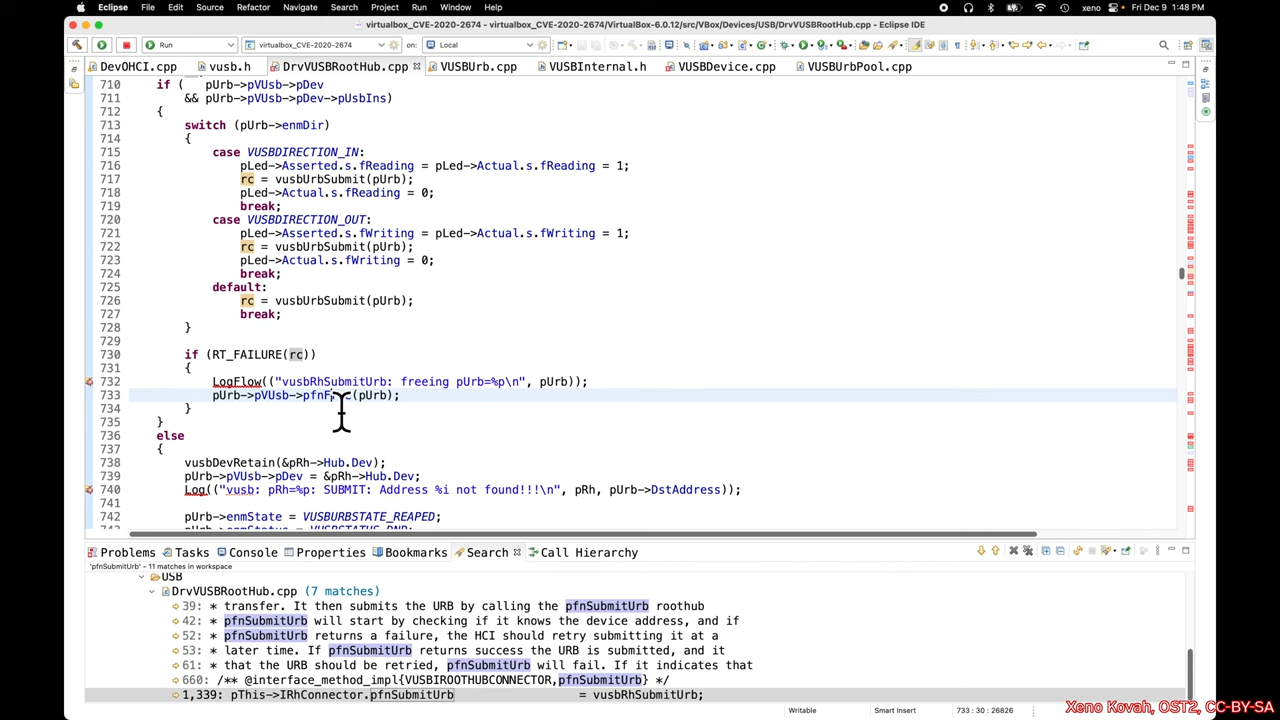 Eclipse File Edit Source Refactor Navigate Search Project Run Window Help xeno Fri Dec 9 1:48 PM
virtualbox_CVE-2020-2674 – virtualbox_CVE-2020-2674/VirtualBox-6.0.12/src/VBox/Devices/USB/DrvVUSBRootHub.cpp – Eclipse IDE
Run virtualbox_CVE-2020-2674 on: Local
DevOHCI.cpp vusb.h DrvVUSBRootHub.cpp VUSBUrb.cpp VUSBInternal.h VUSBDevice.cpp VUSBUrbPool.cpp
710 if ( pUrb->pVUsb->pDev
711 && pUrb->pVUsb->pDev->pUsbIns)
712 {
713 switch (pUrb->enmDir)
714 {
715 case VUSBDIRECTION_IN:
716 pLed->Asserted.s.fReading = pLed->Actual.s.fReading = 1;
717 rc = vusbUrbSubmit(pUrb);
718 pLed->Actual.s.fReading = 0;
719 break;
720 case VUSBDIRECTION_OUT:
721 pLed->Asserted.s.fWriting = pLed->Actual.s.fWriting = 1;
722 rc = vusbUrbSubmit(pUrb);
723 pLed->Actual.s.fWriting = 0;
724 break;
725 default:
726 rc = vusbUrbSubmit(pUrb);
727 break;
728 }
729
730 if (RT_FAILURE(rc))
731 {
732 LogFlow(("vusbRhSubmitUrb: freeing pUrb=%p\n", pUrb));
733 (pUrb);
734 }
735 }
736 else
737 {
738 vusbDevRetain(&pRh->Hub.Dev);
739 pUrb->pVUsb->pDev = &pRh->Hub.Dev;
740 Log(("vusb: pRh=%p: SUBMIT: Address %i not found!!!\n", pRh, pUrb->DstAddress));
741
742 pUrb->enmState = VUSBURBSTATE_REAPED;
Problems Tasks Console Properties Bookmarks Search Call Hierarchy
'pfnSubmitUrb' - 11 matches in workspace
USB
DrvVUSBRootHub.cpp (7 matches)
39: * transfer. It then submits the URB by calling the pfnSubmitUrb roothub
42: * pfnSubmitUrb will start by checking if it knows the device address, and if
52: * pfnSubmitUrb returns a failure, the HCI should retry submitting it at a
53: * later time. If pfnSubmitUrb returns success the URB is submitted, and it
61: * that the URB should be retried, pfnSubmitUrb will fail. If it indicates that
660: /** @interface_method_impl{VUSBIROOTHUBCONNECTOR,pfnSubmitUrb} */
1,339: pThis->IRhConnector.pfnSubmitUrb = vusbRhSubmitUrb;
Writable Smart Insert 733 : 30 : 26826
Xeno Kovah, OST2, CC-BY-SA